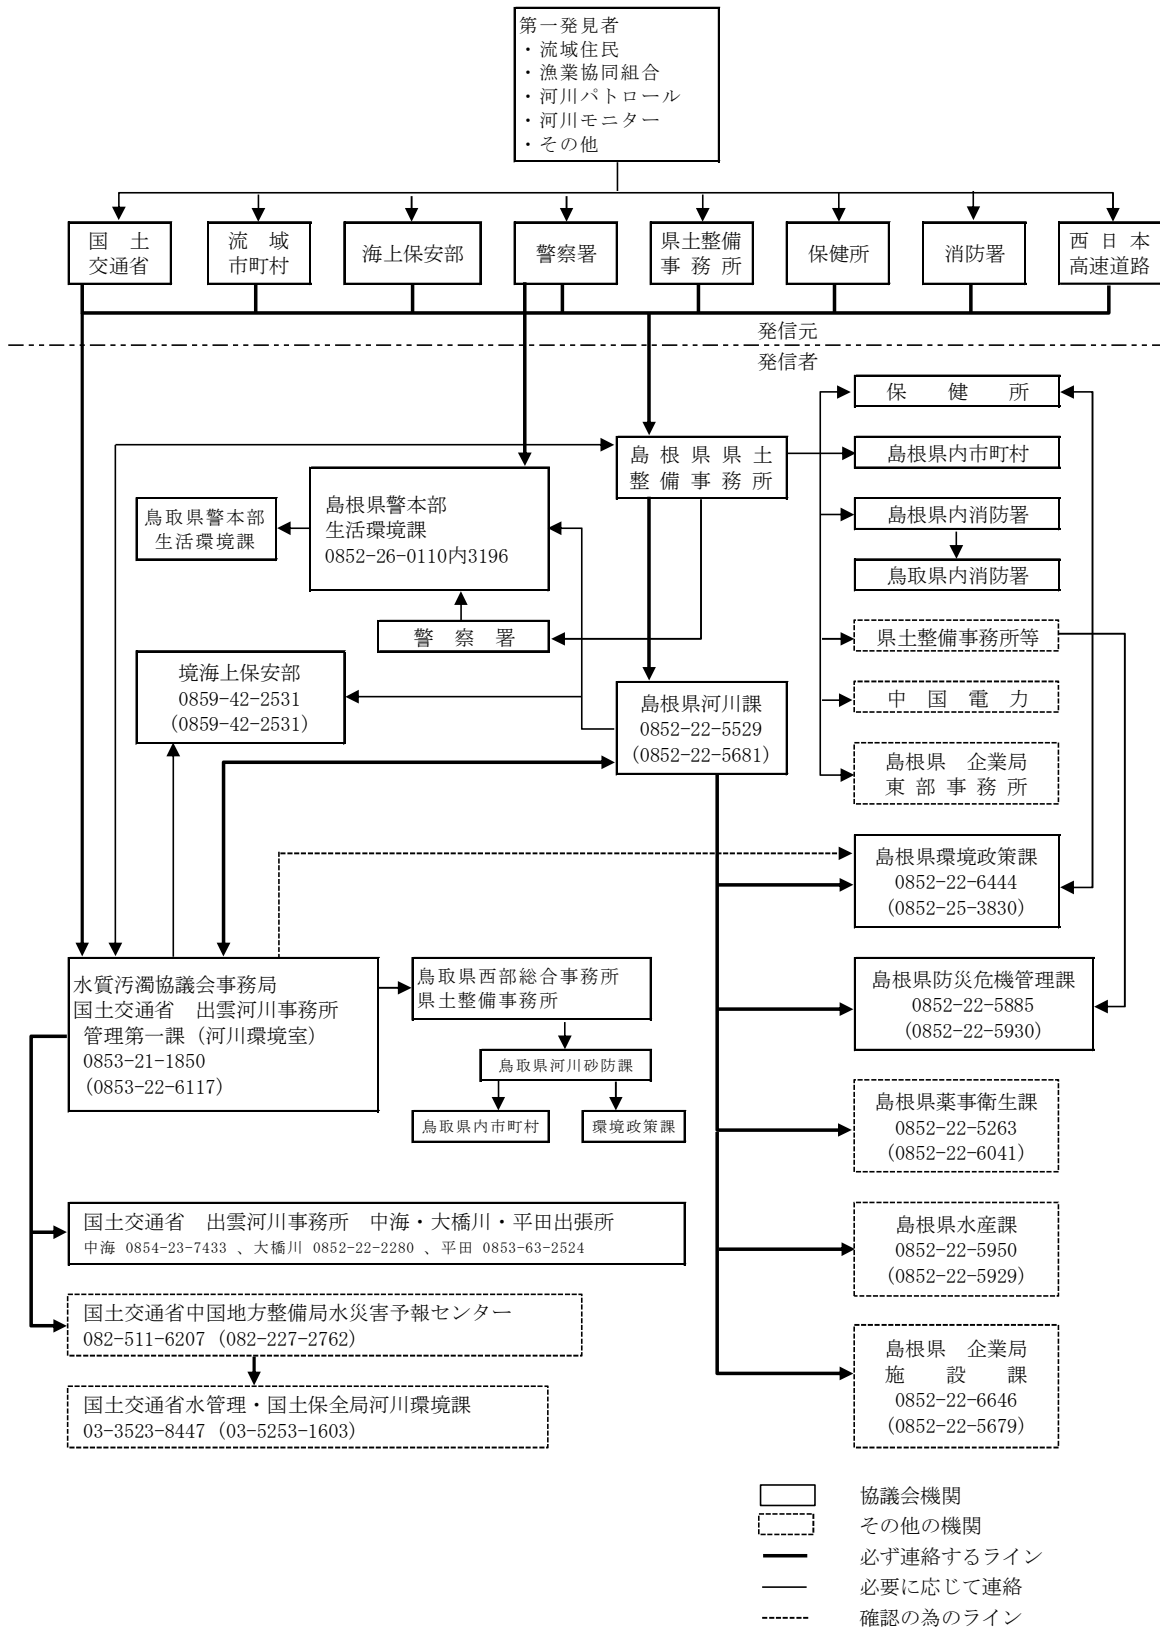 第一発見者
・流域住民
・漁業協同組合
・河川パトロール
・河川モニター
・その他
国　土
交通省
流　域
市町村
海上保安部
警察署
県土整備
事務所
保健所
消防署
西日本
高速道路
発信元
発信者
保　健　所
島根県県土
整備事務所
島根県内市町村
島根県警本部
生活環境課
0852-26-0110内3196
鳥取県警本部
生活環境課
島根県内消防署
鳥取県内消防署
警　察　署
県土整備事務所等
境海上保安部
0859-42-2531
(0859-42-2531)
島根県河川課
0852-22-5529
(0852-22-5681)
中　国　電　力
島根県　企業局
東部事務所
島根県環境政策課
0852-22-6444
(0852-25-3830)
水質汚濁協議会事務局
国土交通省　出雲河川事務所
管理第一課（河川環境室）
0853-21-1850
(0853-22-6117)
鳥取県西部総合事務所
県土整備事務所
鳥取県河川砂防課
鳥取県内市町村
環境政策課
島根県防災危機管理課
0852-22-5885
(0852-22-5930)
島根県薬事衛生課
0852-22-5263
(0852-22-6041)
国土交通省　出雲河川事務所　中海・大橋川・平田出張所
中海 0854-23-7433 、大橋川 0852-22-2280 、平田 0853-63-2524
島根県水産課
0852-22-5950
(0852-22-5929)
国土交通省中国地方整備局水災害予報センター
082-511-6207 (082-227-2762)
国土交通省水管理・国土保全局河川環境課
03-3523-8447 (03-5253-1603)
島根県　企業局
施　設　課
0852-22-6646
(0852-22-5679)
協議会機関
その他の機関
必ず連絡するライン
必要に応じて連絡
確認の為のライン